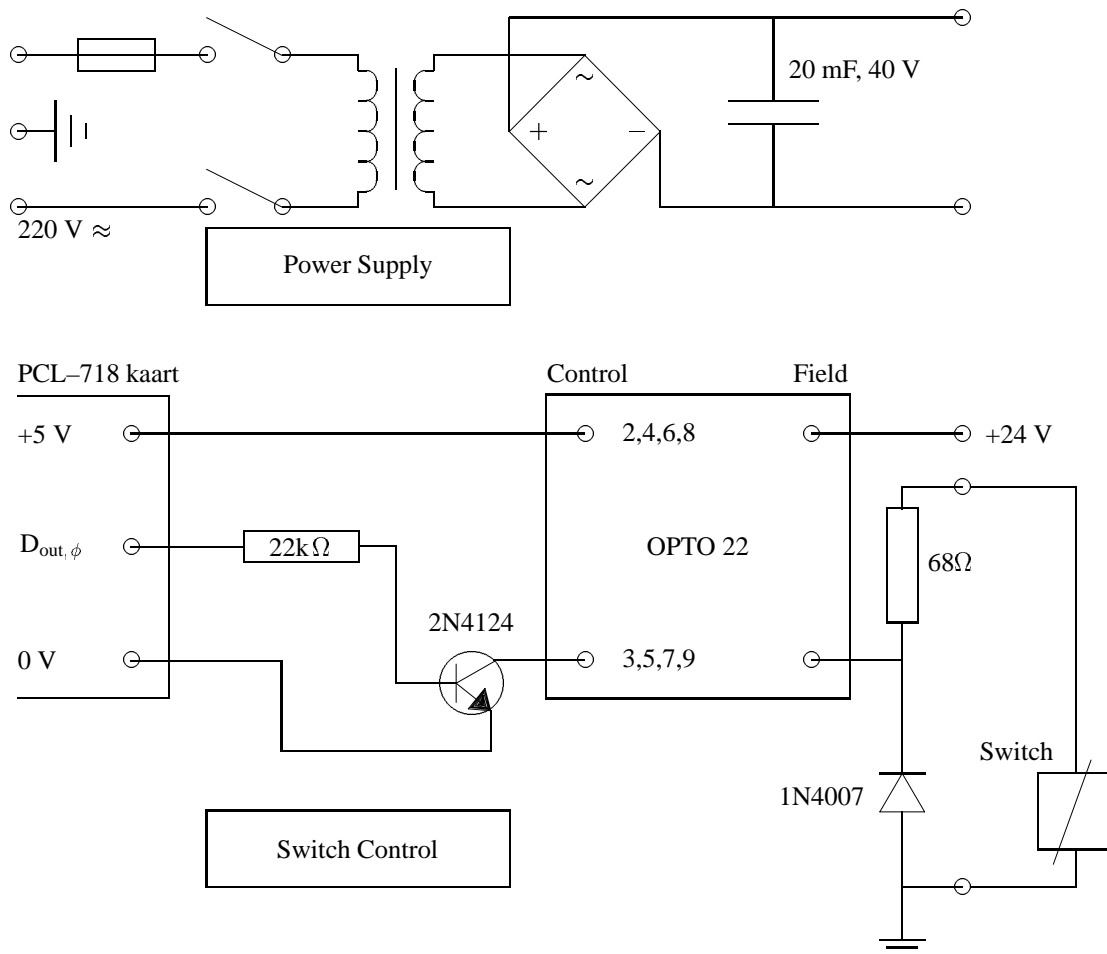 20 mF, 40 V
~
+ −
~
220 V ≈
Power Supply
PCL–718 kaart
Control
Field
+5 V
2,4,6,8
+24 V
Dout,ϕ
22kΩ
OPTO 22
68Ω
2N4124
0 V
3,5,7,9
Switch
1N4007
Switch Control